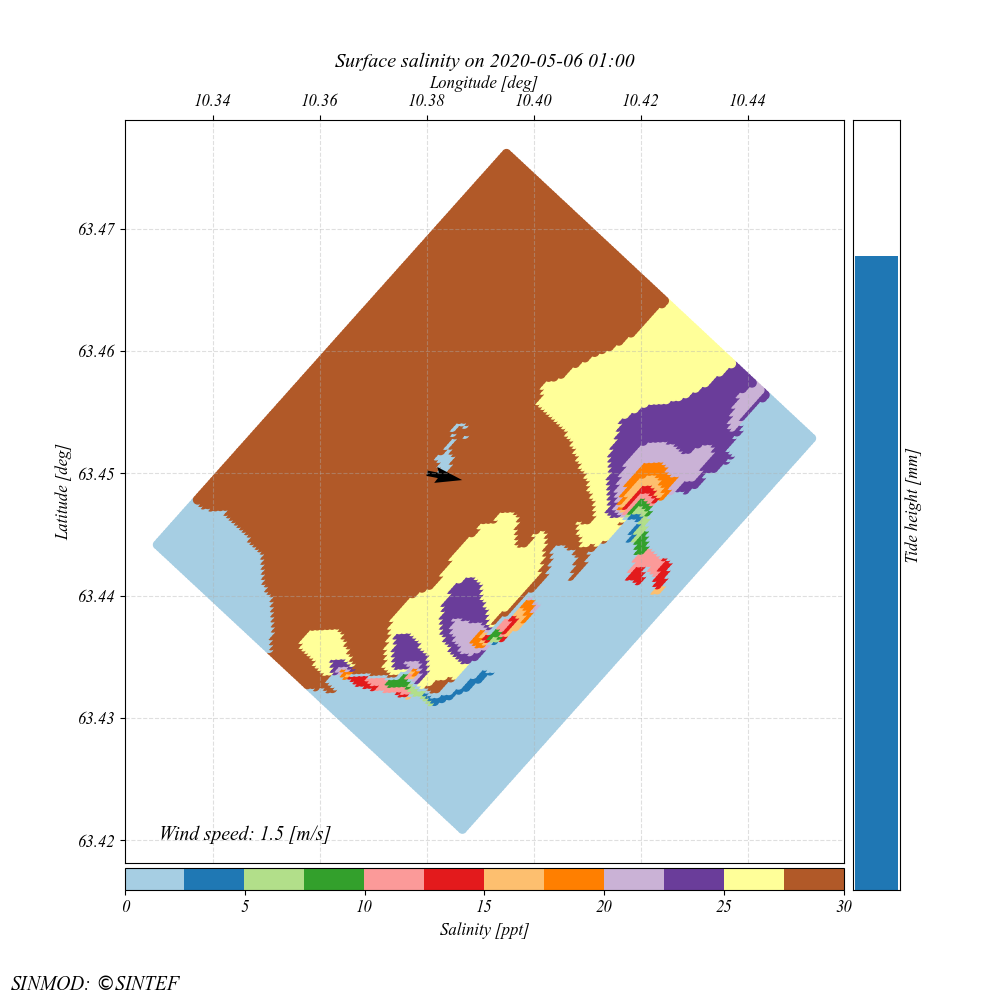 Surface salinity on 2020-05-06 01:00
Longitude [deg]
10.34 10.36 10.38 10.40 10.42 10.44
63.47
63.46
63.45
63.44
63.43
63.42
Latitude [deg]
Tide height [mm]
Wind speed: 1.5 [m/s]
0 5 10 15 20 25 30
Salinity [ppt]
SINMOD: ©SINTEF